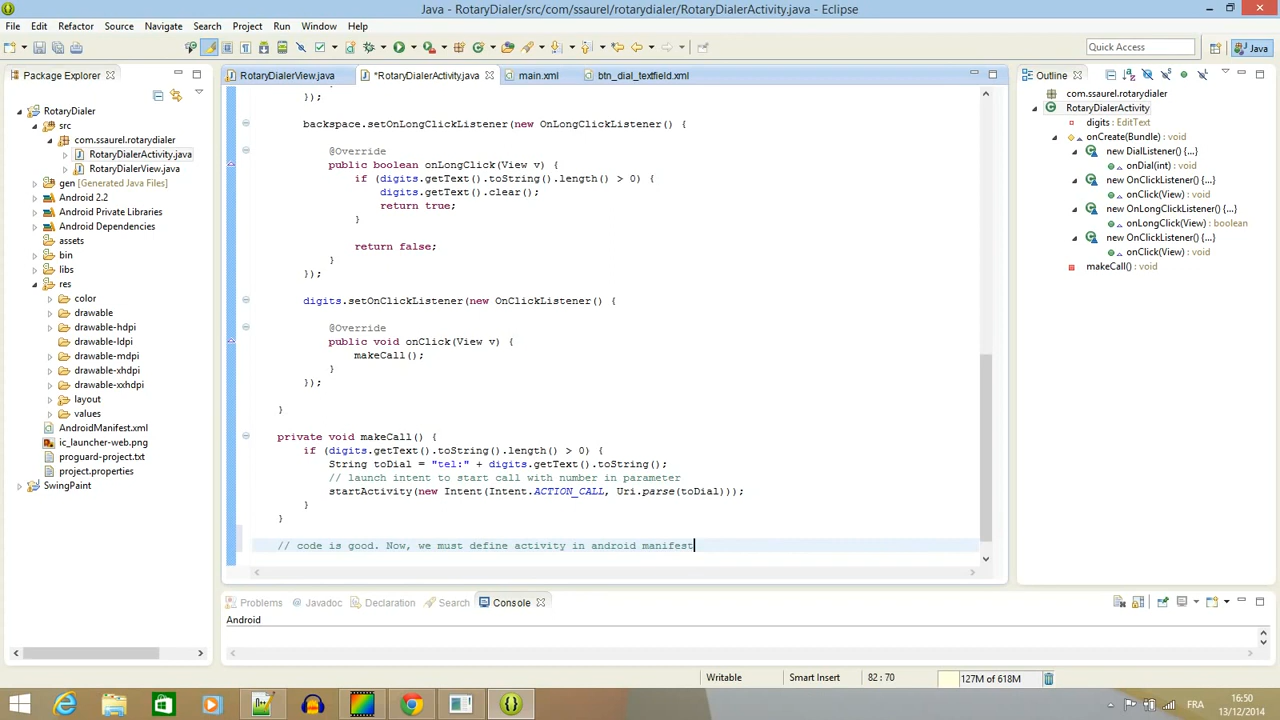 Java - RotaryDialer/src/com/ssaurel/rotarydialer/RotaryDialerActivity.java - Eclipse
File Edit Refactor Source Navigate Search Project Run Window Help
Quick Access
Java
Package Explorer
RotaryDialerView.java
*RotaryDialerActivity.java
main.xml
btn_dial_textfield.xml
Outline
RotaryDialer
src
com.ssaurel.rotarydialer
RotaryDialerActivity.java
RotaryDialerView.java
gen [Generated Java Files]
Android 2.2
Android Private Libraries
Android Dependencies
assets
bin
libs
res
color
drawable
drawable-hdpi
drawable-ldpi
drawable-mdpi
drawable-xhdpi
drawable-xxhdpi
layout
values
AndroidManifest.xml
ic_launcher-web.png
proguard-project.txt
project.properties
SwingPaint
});
backspace.setOnLongClickListener(new OnLongClickListener() {
@Override
public boolean onLongClick(View v) {
if (digits.getText().toString().length() > 0) {
digits.getText().clear();
return true;
}
return false;
}
});
digits.setOnClickListener(new OnClickListener() {
@Override
public void onClick(View v) {
makeCall();
}
});
}
private void makeCall() {
if (digits.getText().toString().length() > 0) {
String toDial = "tel:" + digits.getText().toString();
// launch intent to start call with number in parameter
startActivity(new Intent(Intent.ACTION_CALL, Uri.parse(toDial)));
}
}
// code is good. Now, we must define activity in android manifest
com.ssaurel.rotarydialer
RotaryDialerActivity
digits : EditText
onCreate(Bundle) : void
new DialListener() {...}
onDial(int) : void
new OnClickListener() {...}
onClick(View) : void
new OnLongClickListener() {...}
onLongClick(View) : boolean
new OnClickListener() {...}
onClick(View) : void
makeCall() : void
Problems
@ Javadoc
Declaration
Search
Console
Android
Writable
Smart Insert
82 : 70
127M of 618M
FRA
16:50
13/12/2014